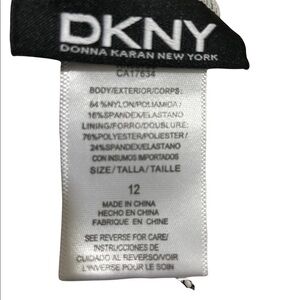 DKNY
DONNA KARAN NEW YORK
CA17634
BODY/EXTERIOR/CORPS:
84 %NYLON/POLIAMIDA/
16%SPANDEX/ELASTANO
LINING/FORRO/DOUBLURE:
76%POLYESTER/POLIESTER/
24%SPANDEX/ELASTANO
CON INSUMOS IMPORTADOS
SIZE/TALLA/TAILLE
12
MADE IN CHINA
HECHO EN CHINA
FABRIQUE EN CHINE
SEE REVERSE FOR CARE/
INSTRUCCIONES DE
CUIDADO AL REVERSO/VOIR
L'INVERSE POUR LE SOIN